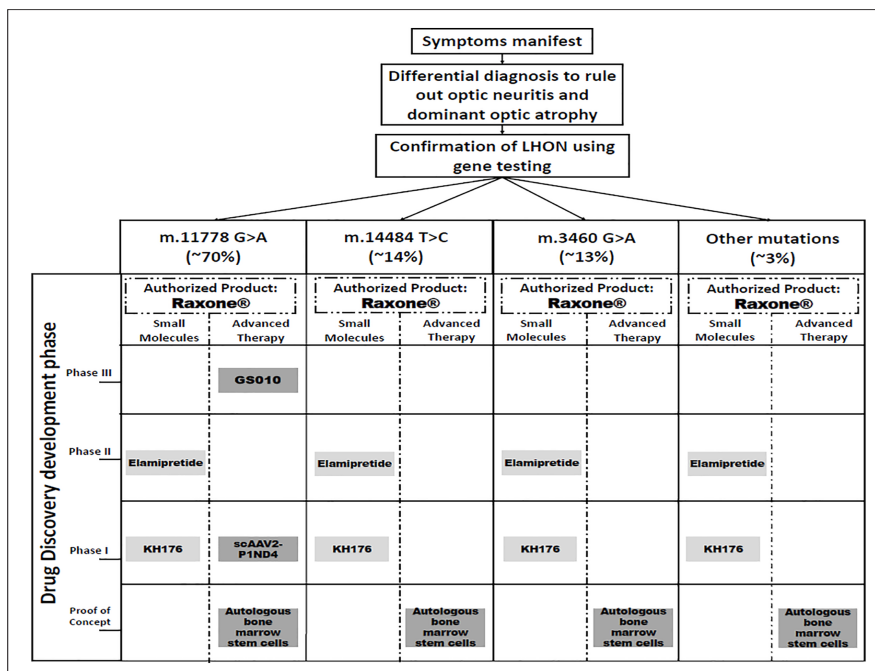 Symptoms manifest
Differential diagnosis to rule
out optic neuritis and
dominant optic atrophy
Confirmation of LHON using
gene testing
m.11778 G>A
(~70%)
m.14484 T>C
(~14%)
m.3460 G>A
(~13%)
Other mutations
(~3%)
Authorized Product:
Raxone®
Authorized Product:
Raxone®
Authorized Product:
Raxone®
Authorized Product:
Raxone®
Small
Molecules
Advanced
Therapy
Small
Molecules
Advanced
Therapy
Small
Molecules
Advanced
Therapy
Small
Molecules
Advanced
Therapy
Drug Discovery development phase
Phase III
GS010
Phase II
Elamipretide
Elamipretide
Elamipretide
Elamipretide
Phase I
KH176
scAAV2-
P1ND4
KH176
KH176
KH176
Proof of
Concept
Autologous
bone
marrow
stem cells
Autologous
bone
marrow
stem cells
Autologous
bone
marrow
stem cells
Autologous
bone
marrow
stem cells